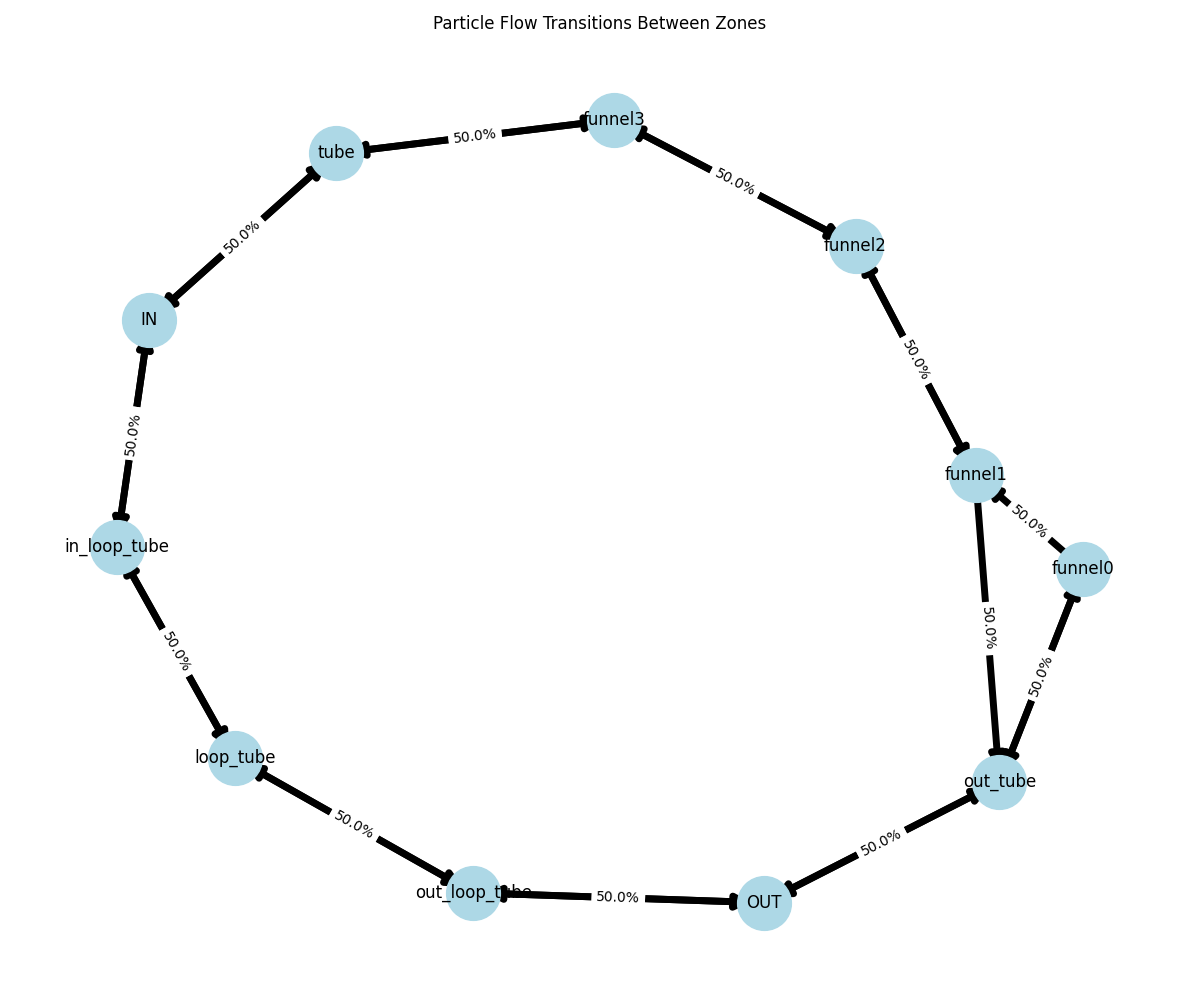 Particle Flow Transitions Between Zones
funnel3
50.0%
tube
50.0%
50.0%
funnel2
IN
50.0%
50.0%
funnel1
50.0%
in_loop_tube
funnel0
50.0%
50.0%
50.0%
loop_tube
out_tube
50.0%
50.0%
out_loop_tube
50.0%
OUT